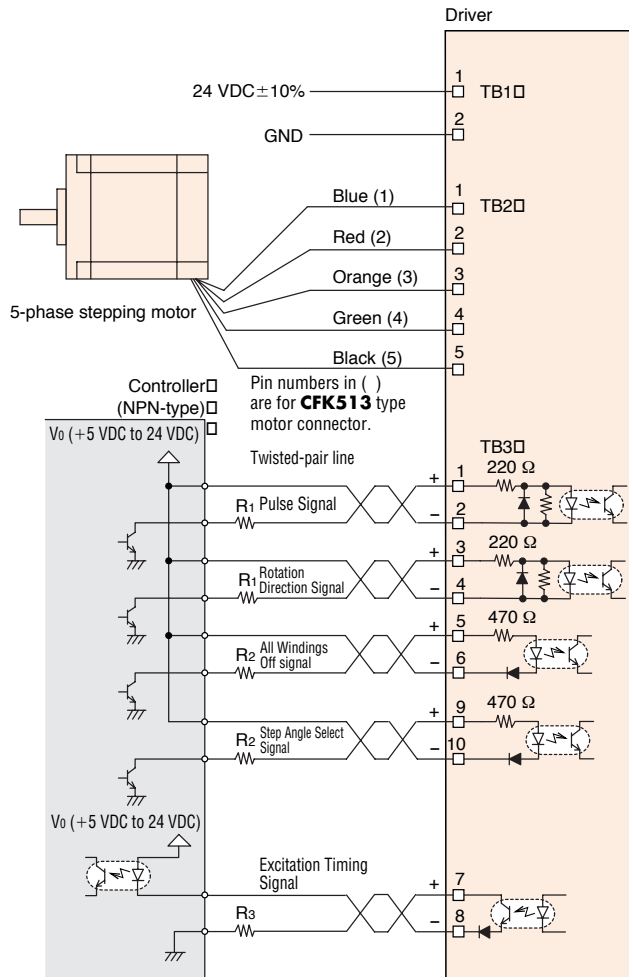 Driver
24 VDC±10%
1
TB1
GND
2
Blue (1)
1
TB2
Red (2)
2
Orange (3)
3
Green (4)
4
Black (5)
5
5-phase stepping motor
Controller
(NPN-type)
Pin numbers in ( )
are for CFK513 type
motor connector.
V0 (+5 VDC to 24 VDC)
Twisted-pair line
TB3
+
1
220 Ω
R1 Pulse Signal
−
2
+
3
220 Ω
R1 Rotation
Direction Signal
−
4
+
5
470 Ω
R2 All Windings
Off signal
−
6
+
9
470 Ω
R2 Step Angle Select
Signal
−
10
V0 (+5 VDC to 24 VDC)
Excitation Timing
Signal
+
7
R3
−
8